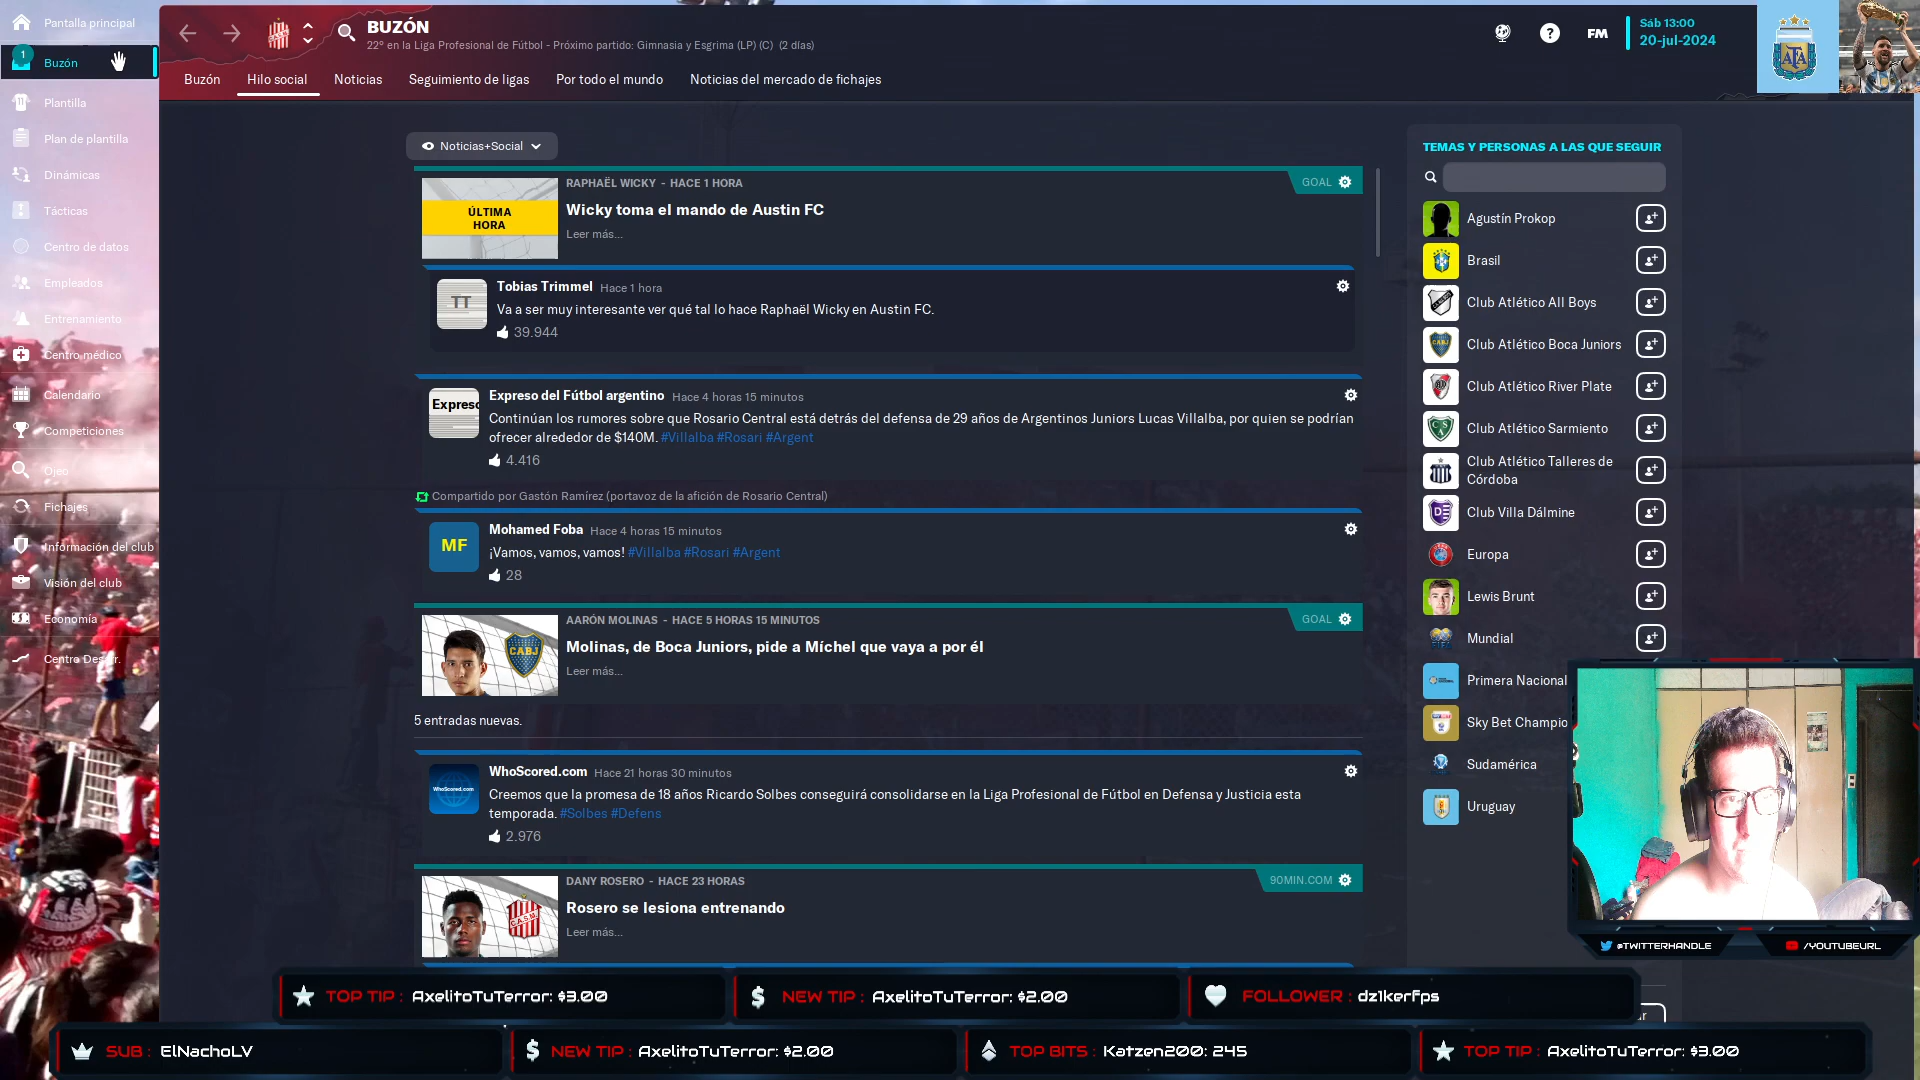 Pantalla principal
1
Buzón
Plantilla
Plan de plantilla
Dinámicas
Tácticas
Centro de datos
Empleados
Entrenamiento
Centro médico
Calendario
Competiciones
Ojeo
Fichajes
Información del club
Visión del club
Economía
BUZÓN
22º en la Liga Profesional de Fútbol - Próximo partido: Gimnasia y Esgrima (LP) (C) (2 días)
FM
Sáb 13:00
20-jul-2024
AFA
Buzón
Hilo social
Noticias
Seguimiento de ligas
Por todo el mundo
Noticias del mercado de fichajes
Noticias+Social
ÚLTIMA
HORA
RAPHAËL WICKY - HACE 1 HORA
GOAL
Wicky toma el mando de Austin FC
Leer más...
TT
Tobias Trimmel Hace 1 hora
Va a ser muy interesante ver qué tal lo hace Raphaël Wicky en Austin FC.
39.944
Expreso
Expreso del Fútbol argentino Hace 4 horas 15 minutos
Continúan los rumores sobre que Rosario Central está detrás del defensa de 29 años de Argentinos Juniors Lucas Villalba, por quien se podrían
ofrecer alrededor de $140M. #Villalba #Rosari #Argent
4.416
Compartido por Gastón Ramírez (portavoz de la afición de Rosario Central)
MF
Mohamed Foba Hace 4 horas 15 minutos
¡Vamos, vamos, vamos! #Villalba #Rosari #Argent
28
CABJ
AARÓN MOLINAS - HACE 5 HORAS 15 MINUTOS
GOAL
Molinas, de Boca Juniors, pide a Míchel que vaya a por él
Leer más...
5 entradas nuevas.
WhoScored.com
WhoScored.com Hace 21 horas 30 minutos
Creemos que la promesa de 18 años Ricardo Solbes conseguirá consolidarse en la Liga Profesional de Fútbol en Defensa y Justicia esta
temporada. #Solbes #Defens
2.976
C.A.S.M.
DANY ROSERO - HACE 23 HORAS
90MIN.COM
Rosero se lesiona entrenando
Leer más...
TEMAS Y PERSONAS A LAS QUE SEGUIR
Agustín Prokop
Brasil
Club Atlético All Boys
Club Atlético Boca Juniors
Club Atlético River Plate
Club Atlético Sarmiento
Club Atlético Talleres de
Córdoba
Club Villa Dálmine
Europa
Lewis Brunt
Mundial
Primera Nacional
Sky Bet Champio
Sudamérica
Uruguay
@TWITTERHANDLE
/YOUTUBEURL
TOP TIP : AxelitoTuTerror: $3.00
NEW TIP : AxelitoTuTerror: $2.00
FOLLOWER : dz1kerfps
SUB : ElNachoLV
NEW TIP : AxelitoTuTerror: $2.00
TOP BITS : Katzen200: 245
TOP TIP : AxelitoTuTerror: $3.00